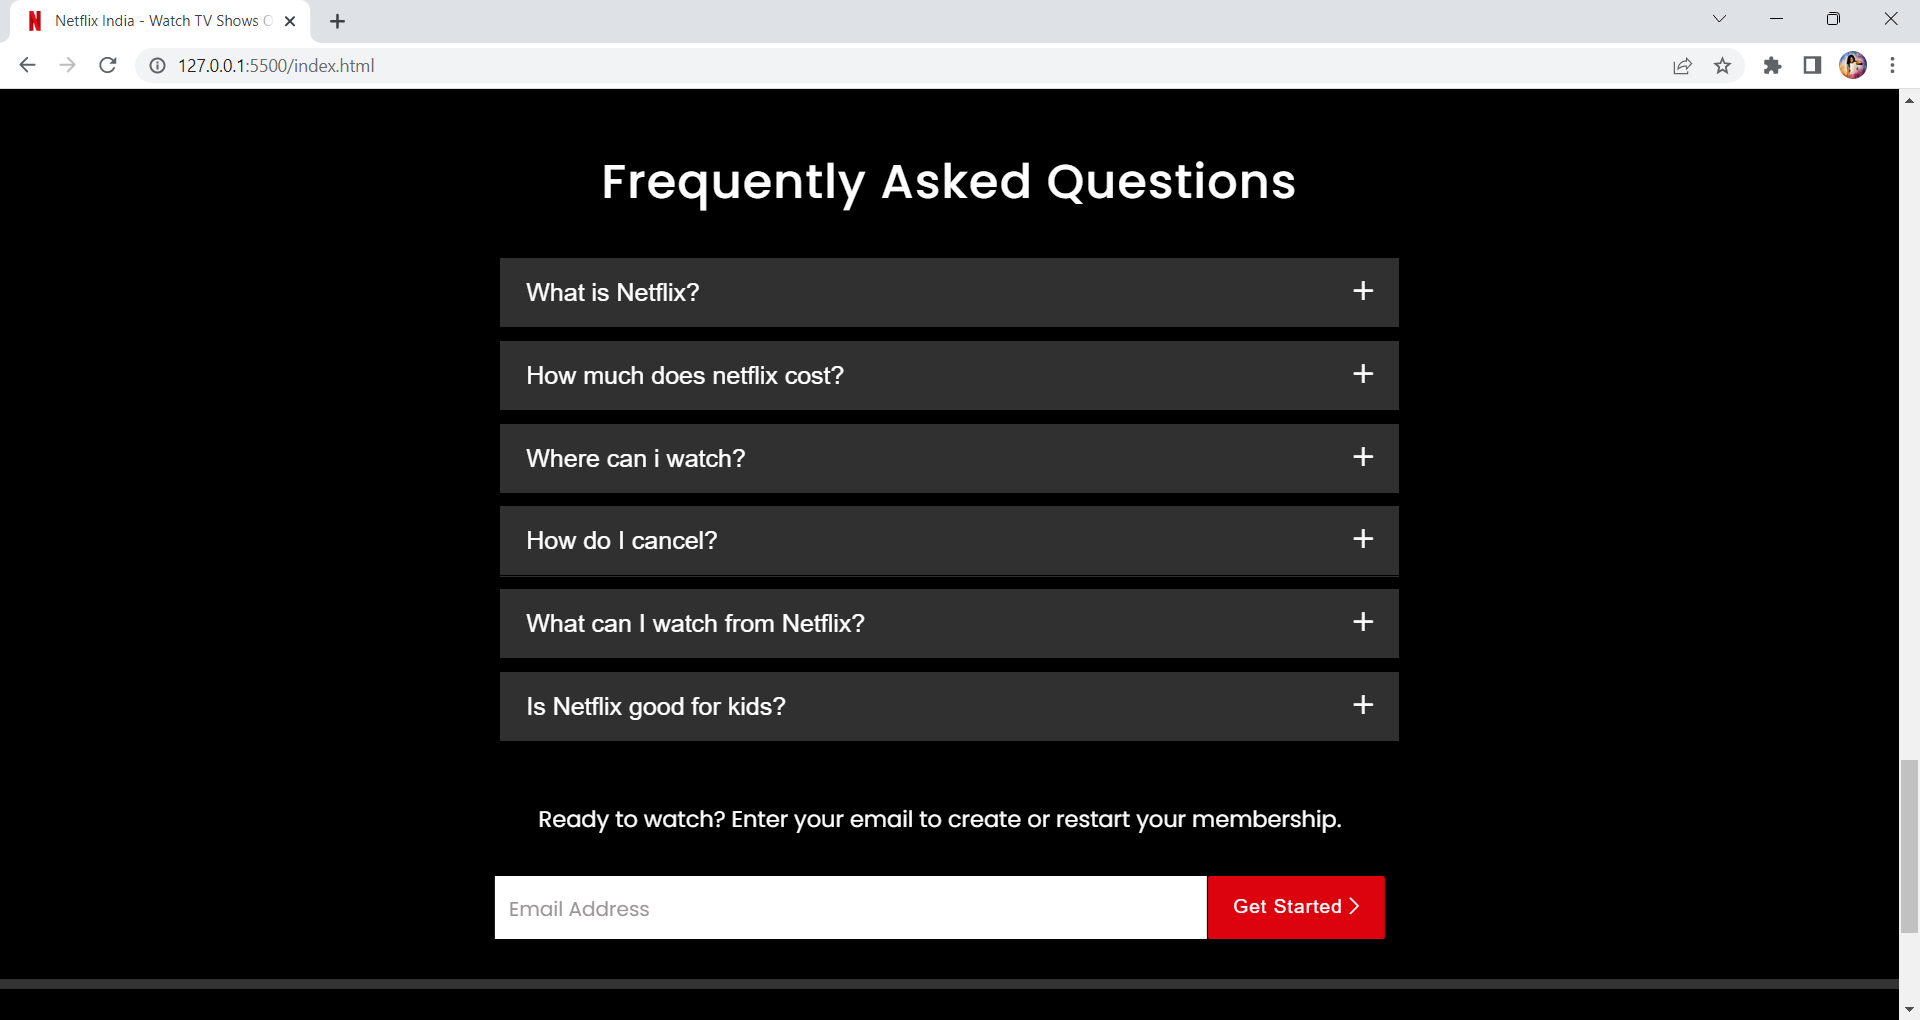 Netflix India - Watch TV Shows
127.0.0.1:5500/index.html
Frequently Asked Questions
What is Netflix?
How much does netflix cost?
Where can i watch?
How do I cancel?
What can I watch from Netflix?
Is Netflix good for kids?
Ready to watch? Enter your email to create or restart your membership.
Email Address
Get Started